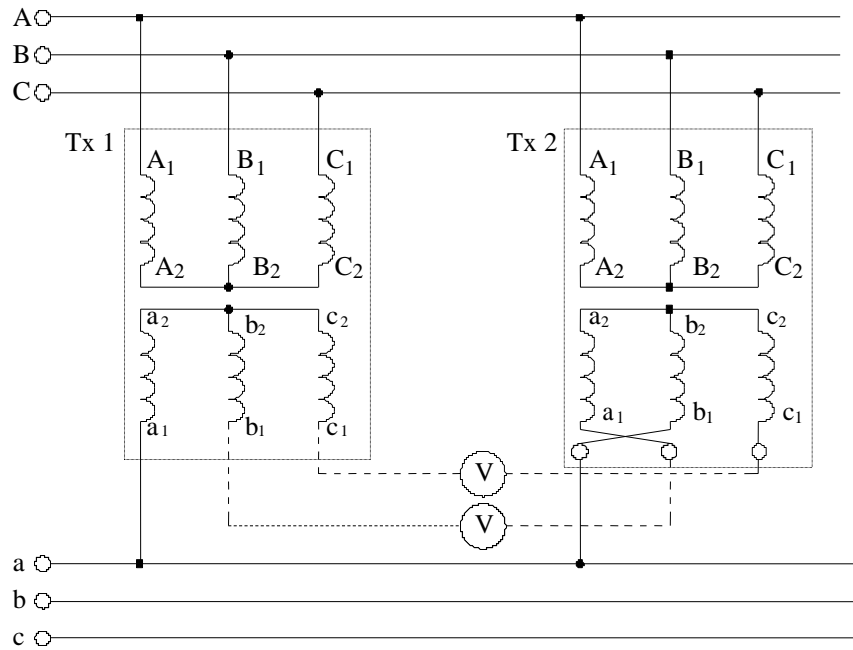 A
B
C
Tx 1
Tx 2
A1 B1 C1
A1 B1 C1
A2 B2 C2
A2 B2 C2
a2 b2 c2
a2 b2 c2
a1 b1 c1
a1 b1 c1
V
V
a
b
c